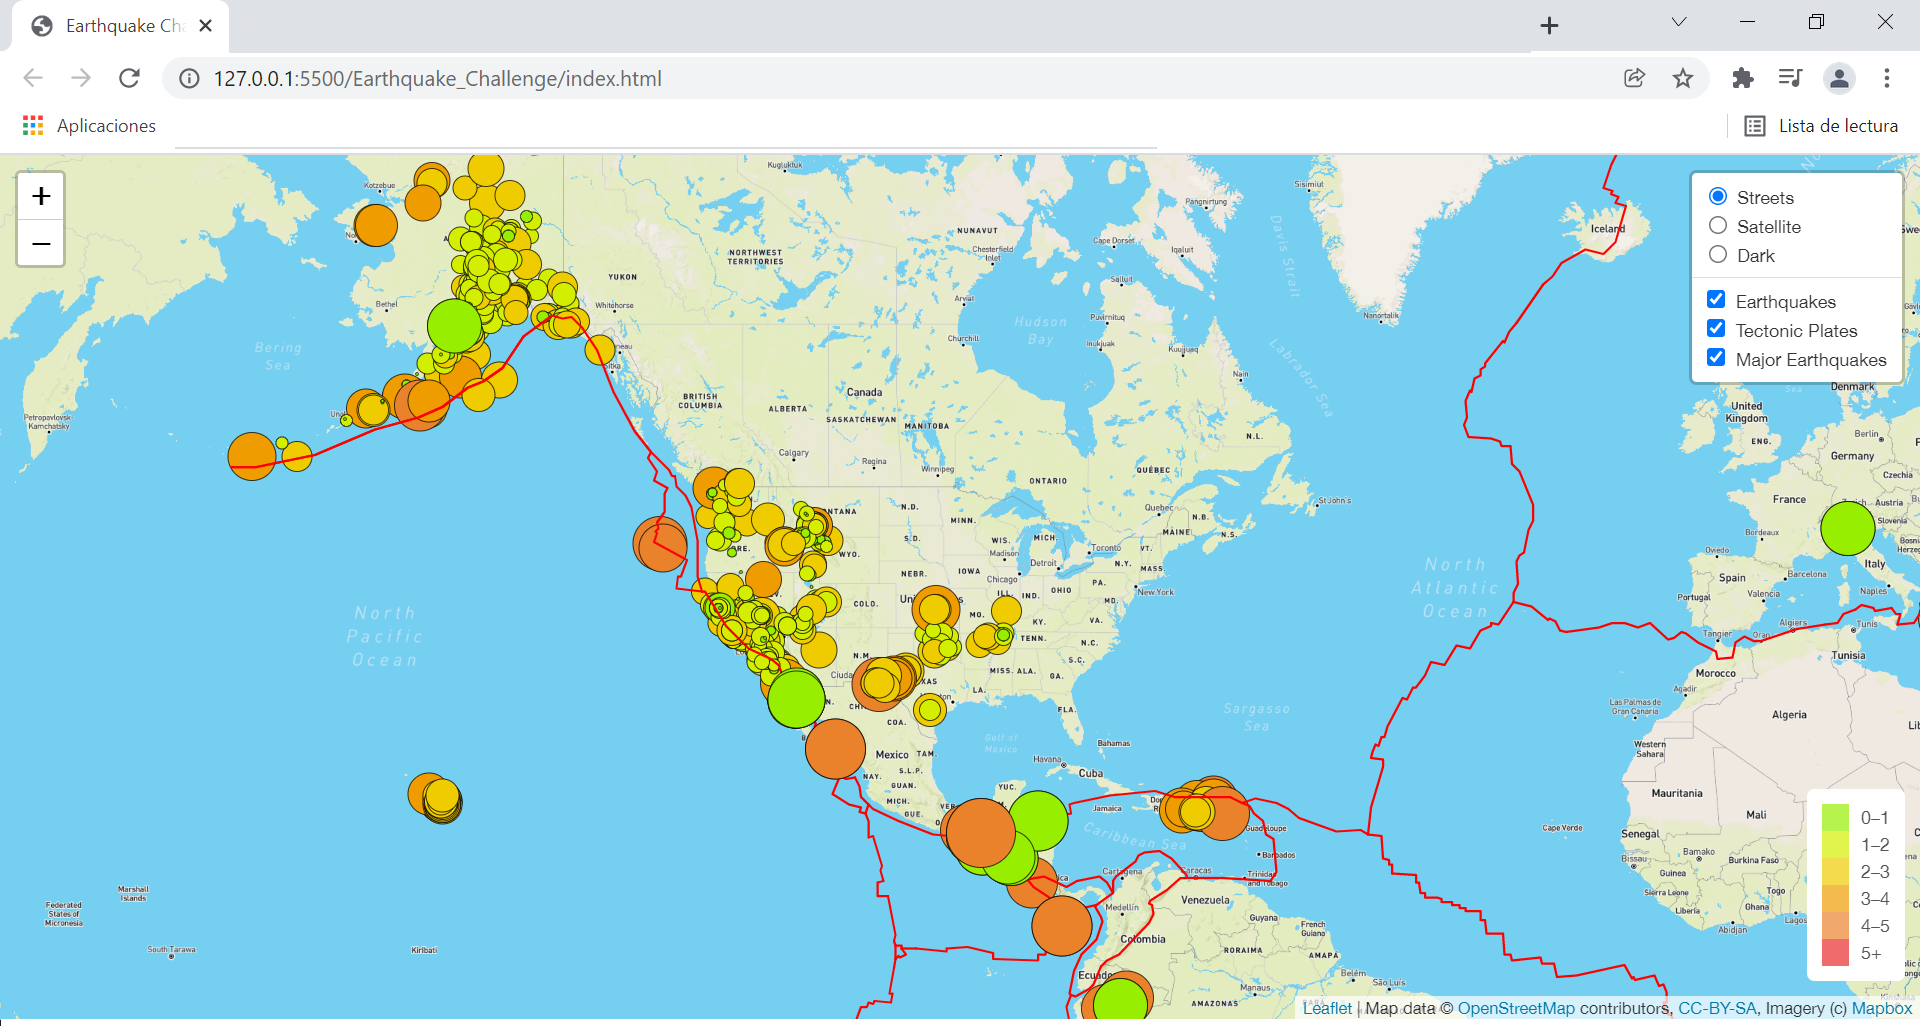 Earthquake Cha
127.0.0.1:5500/Earthquake_Challenge/index.html
Aplicaciones
Lista de lectura
+
−
Streets
Satellite
Dark
Earthquakes
Tectonic Plates
Major Earthquakes
Kotzebue
Kugluktuk
Sisimiut
Pangnirtung
Iceland
NUNAVUT
Cape Dorset
Iqaluit
Davis Strait
Chesterfield
Inlet
NORTHWEST
TERRITORIES
YUKON
Salluit
Bethel
Whitehorse
Arviat
Puvirnituq
Nanortalik
Hudson
Bay
Churchill
Inukjuak
Kuujjuaq
Labrador Sea
Bering
Sea
Sitka
Nain
Denmark
Canada
BRITISH
COLUMBIA
ALBERTA
SASKATCHEWAN
MANITOBA
United
Kingdom
Petropavlovsk
Kamchatsky
N.L.
ENG.
Berlin
Calgary
Regina
Winnipeg
Germany
QUÉBEC
ONTARIO
Czechia
St John's
France
Austria
N.D.
Quebec
N.B.
MINN.
MAINE
Slovenia
N.S.
Bordeaux
S.D.
WIS.
MICH.
Toronto
VT.
Madison
WYO.
Oviedo
Detroit
N.Y.
MASS.
North
Atlantic
Ocean
Italy
NEBR.
IOWA
Chicago
Barcelona
Spain
PA.
OHIO
New York
Valencia
Naples
COLO.
ILL.
IND.
MD.
Portugal
North
Pacific
Ocean
MO.
KY.
VA.
Algiers
Tunis
Tangier
Oran
TENN.
N.C.
Tunisia
N.M.
S.C.
MISS.
ALA.
GA.
Morocco
Agadir
LA.
Las Palmas de
Gran Canaria
FLA.
Sargasso
Sea
Algeria
COA.
Gulf of
Mexico
Bahamas
Western
Sahara
Mexico
TAM.
Havana
Cuba
NAY.
S.L.P.
GUAN.
YUC.
Mauritania
MICH.
Jamaica
Mali
GUE.
Guadeloupe
Cape Verde
Senegal
Caribbean Sea
Barbados
Bissau
Bamako
Burkina Faso
Cartagena
Caracas
Trinidad
and Tobago
Guinea
Marshall
Islands
Sierra Leone
Togo
Federated
States of
Micronesia
Medellín
Venezuela
Liberia
Ghana
Guyana
Lagos
French
Guiana
Abidjan
Colombia
South Tarawa
Kiribati
RORAIMA
AMAPÁ
Ecuador
Belém
São Luís
Manaus
AMAZONAS
0–1
1–2
2–3
3–4
4–5
5+
Leaflet | Map data © OpenStreetMap contributors, CC-BY-SA, Imagery (c) Mapbox